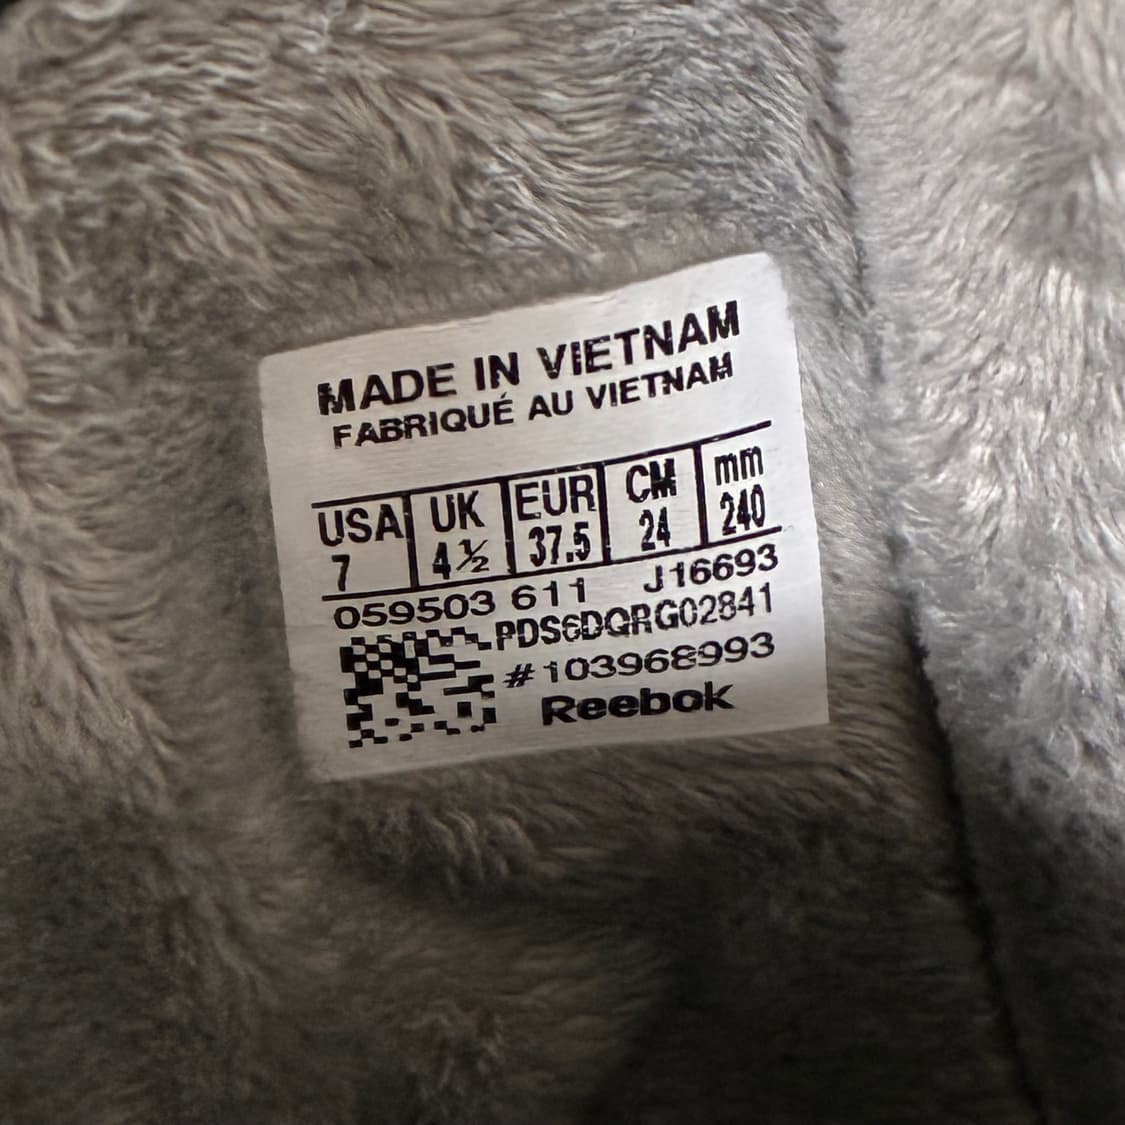 MADE IN VIETNAM
FABRIQUÉ AU VIETNAM
USA UK EUR CM mm
7 4½ 37.5 24 240
059503 611 J16693
PDS6DQRG02841
#103968993
Reebok